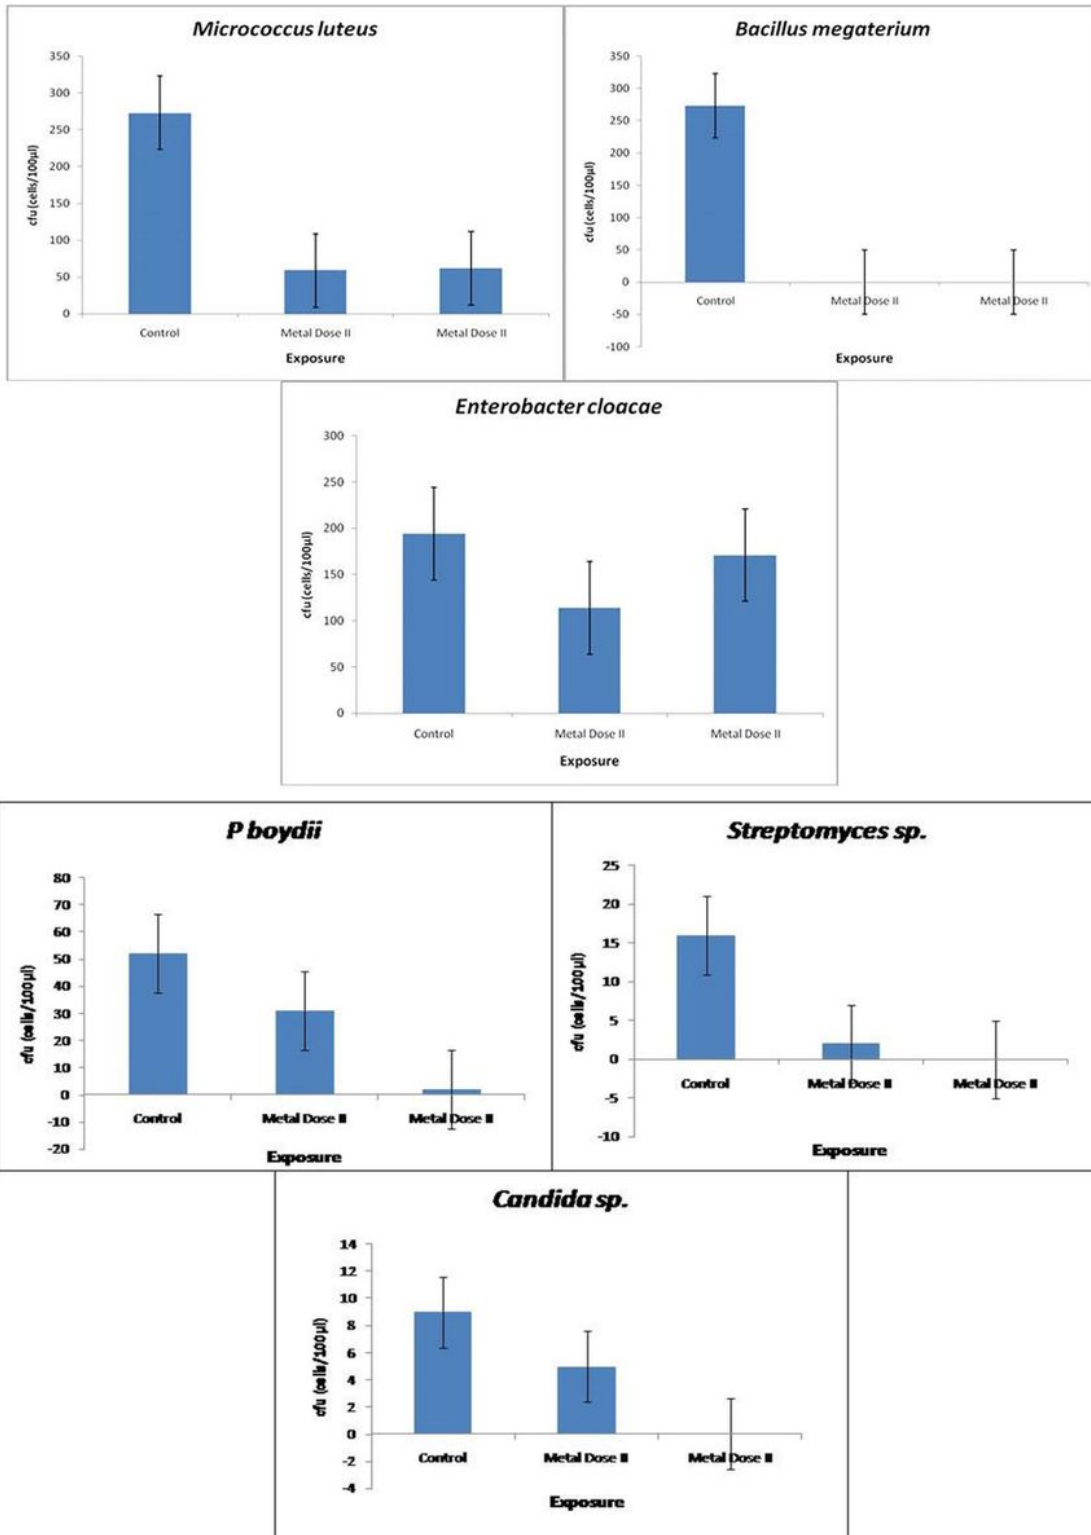 Micrococcus luteus
350
300
250
200
150
100
50
0
cfu (cells/100µl)
Control Metal Dose II Metal Dose II
Exposure
Bacillus megaterium
350
300
250
200
150
100
50
0
-50
-100
cfu (cells/100µl)
Control Metal Dose II Metal Dose II
Exposure
Enterobacter cloacae
300
250
200
150
100
50
0
cfu (cells/100µl)
Control Metal Dose II Metal Dose II
Exposure
P boydii
80
70
60
50
40
30
20
10
0
-10
-20
cfu (cells/100µl)
Control Metal Dose II Metal Dose II
Exposure
Streptomyces sp.
25
20
15
10
5
0
-5
-10
cfu (cells/100µl)
Control Metal Dose II Metal Dose II
Exposure
Candida sp.
14
12
10
8
6
4
2
0
-2
-4
cfu (cells/100µl)
Control Metal Dose II Metal Dose II
Exposure